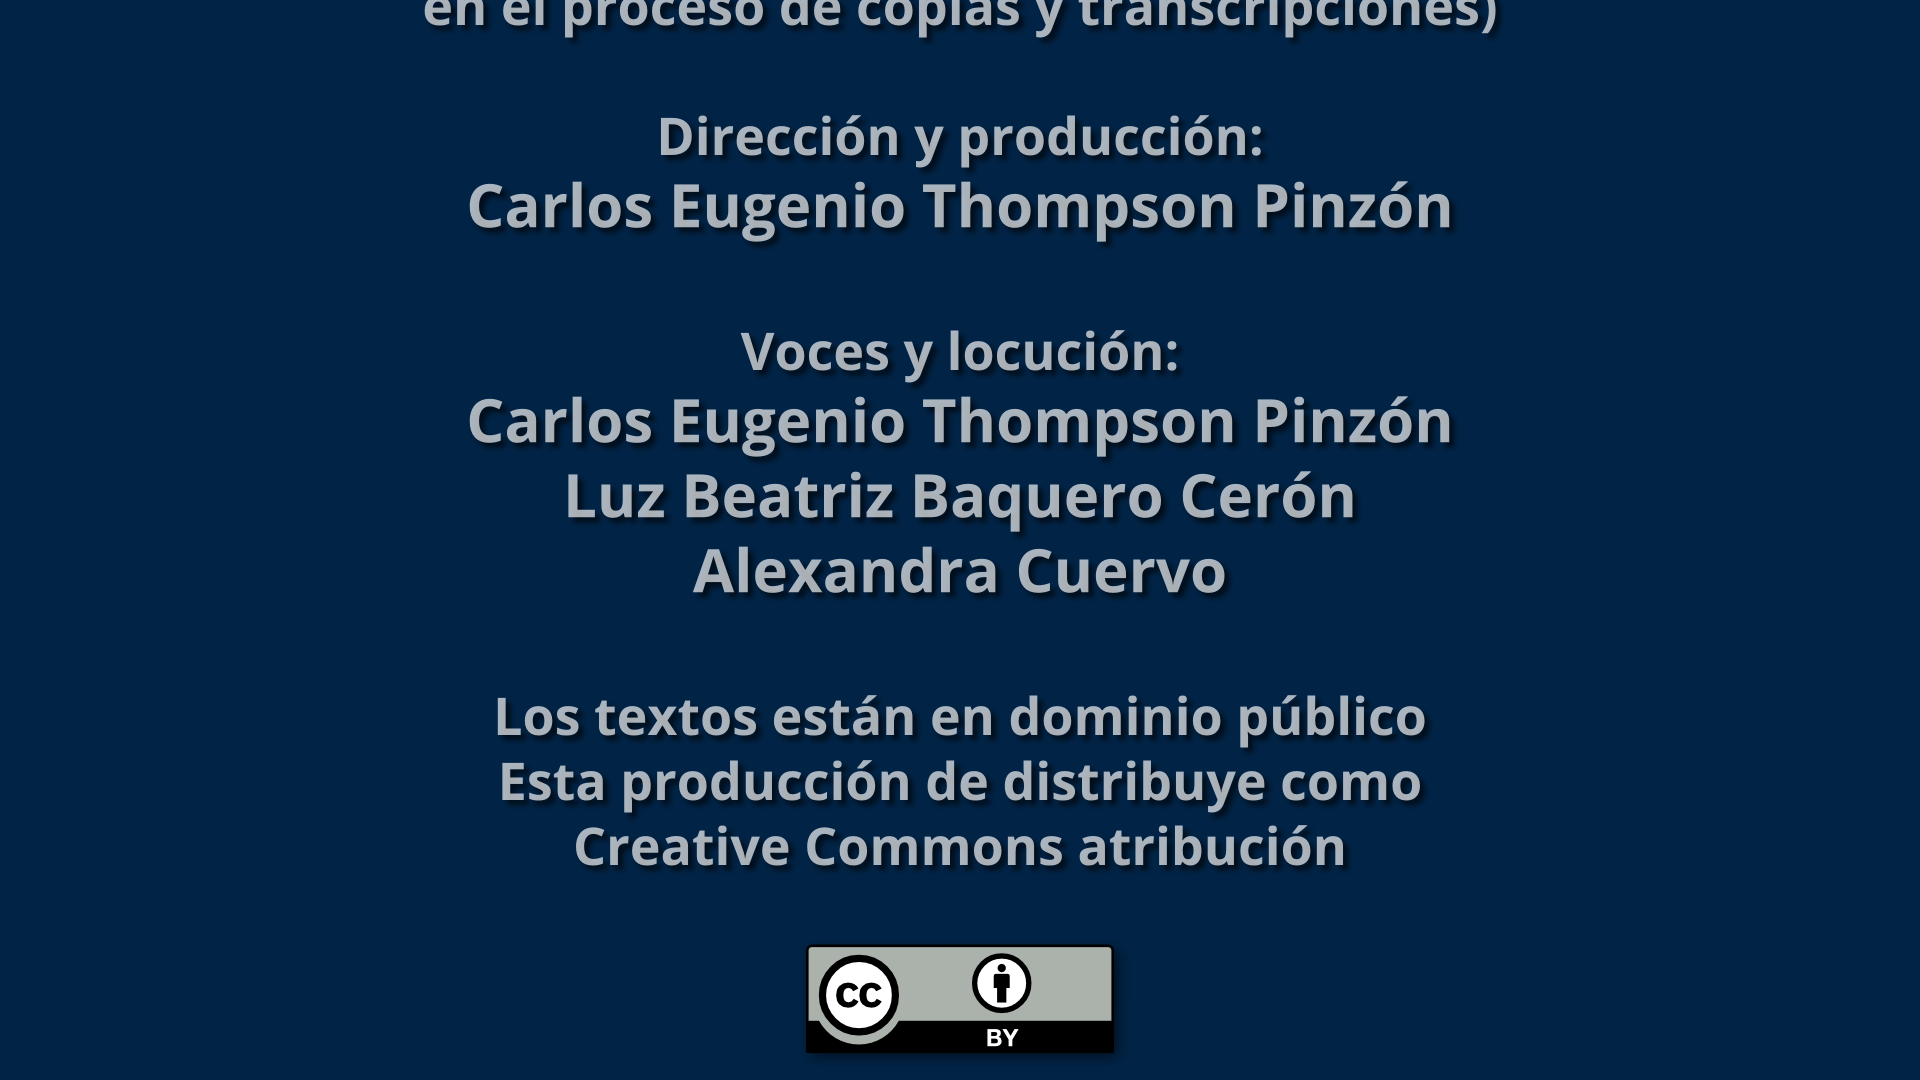 en el proceso de copias y transcripciones)
Dirección y producción:
Carlos Eugenio Thompson Pinzón
Voces y locución:
Carlos Eugenio Thompson Pinzón
Luz Beatriz Baquero Cerón
Alexandra Cuervo
Los textos están en dominio público
Esta producción de distribuye como
Creative Commons atribución
cc
BY